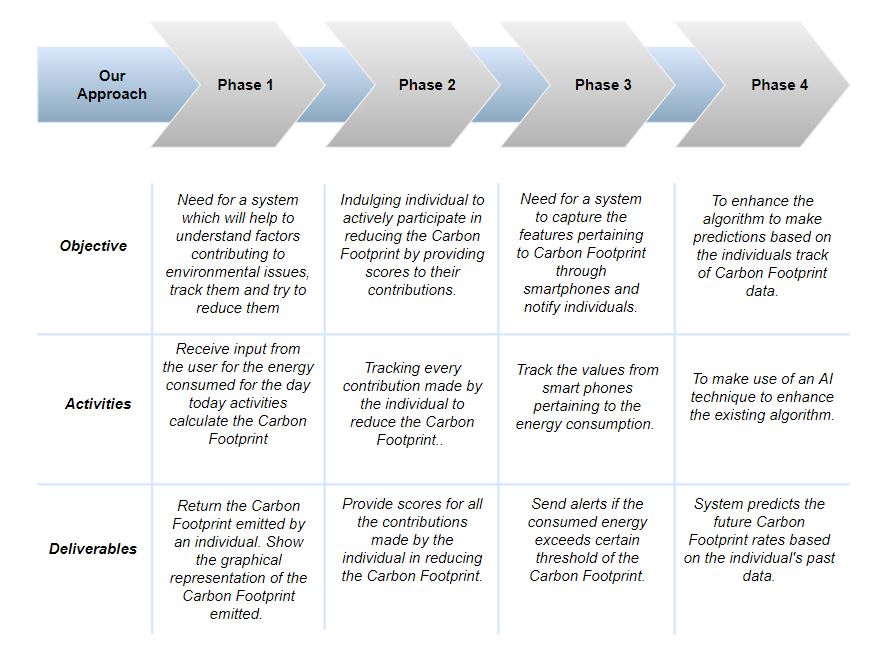 Our
Approach
Phase 1
Phase 2
Phase 3
Phase 4
Objective
Need for a system
which will help to
understand factors
contributing to
environmental issues,
track them and try to
reduce them
Indulging individual to
actively participate in
reducing the Carbon
Footprint by providing
scores to their
contributions.
Need for a system
to capture the
features pertaining
to Carbon Footprint
through
smartphones and
notify individuals.
To enhance the
algorithm to make
predictions based on
the individuals track
of Carbon Footprint
data.
Activities
Receive input from
the user for the energy
consumed for the day
today activities
calculate the Carbon
Footprint
Tracking every
contribution made by
the individual to
reduce the Carbon
Footprint..
Track the values from
smart phones
pertaining to the
energy consumption.
To make use of an AI
technique to enhance
the existing algorithm.
Deliverables
Return the Carbon
Footprint emitted by
an individual. Show
the graphical
representation of the
Carbon Footprint
emitted.
Provide scores for all
the contributions
made by the
individual in reducing
the Carbon Footprint.
Send alerts if the
consumed energy
exceeds certain
threshold of the
Carbon Footprint.
System predicts the
future Carbon
Footprint rates based
on the individual's past
data.